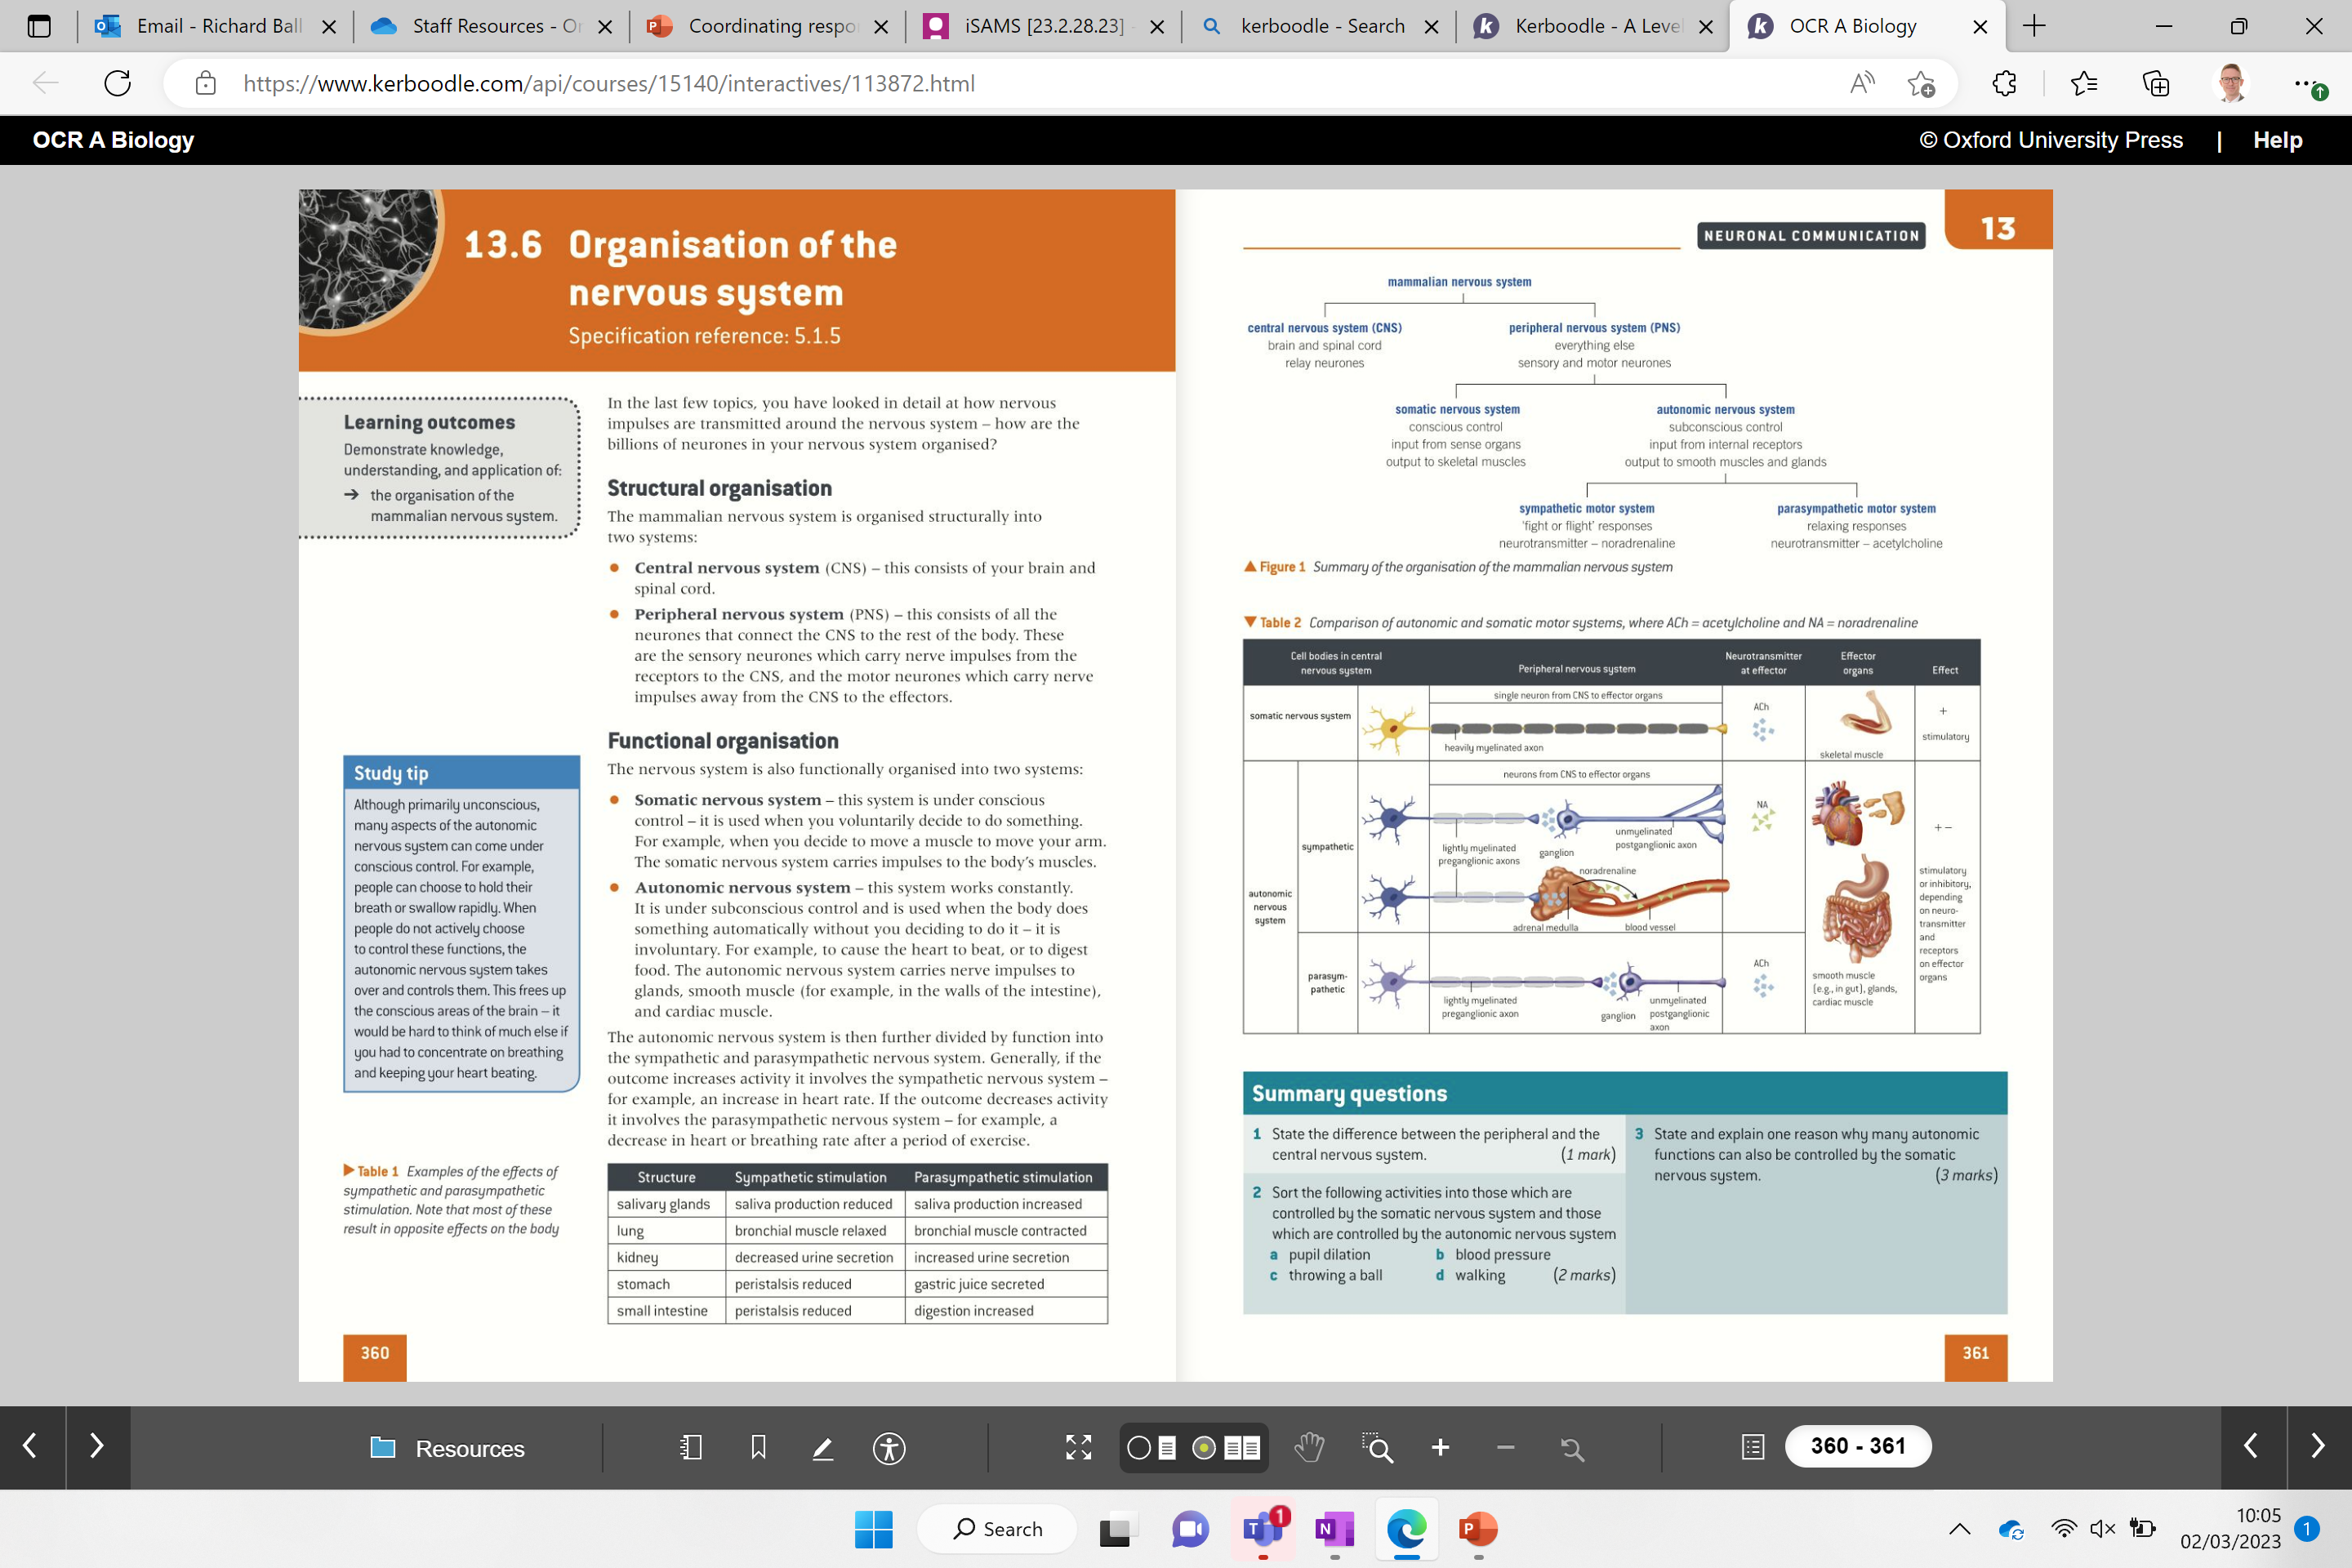 Email - Richard Ball
Staff Resources - Or
Coordinating respo
iSAMS [23.2.28.23]
kerboodle - Search
Kerboodle - A Leve
OCR A Biology
https://www.kerboodle.com/api/courses/15140/interactives/113872.html
OCR A Biology
© Oxford University Press | Help
13.6 Organisation of the
nervous system
Specification reference: 5.1.5
Learning outcomes
Demonstrate knowledge,
understanding, and application of:
→ the organisation of the
mammalian nervous system.
In the last few topics, you have looked in detail at how nervous
impulses are transmitted around the nervous system – how are the
billions of neurones in your nervous system organised?
Structural organisation
The mammalian nervous system is organised structurally into
two systems:
• Central nervous system (CNS) – this consists of your brain and
spinal cord.
• Peripheral nervous system (PNS) – this consists of all the
neurones that connect the CNS to the rest of the body. These
are the sensory neurones which carry nerve impulses from the
receptors to the CNS, and the motor neurones which carry nerve
impulses away from the CNS to the effectors.
Functional organisation
The nervous system is also functionally organised into two systems:
• Somatic nervous system – this system is under conscious
control – it is used when you voluntarily decide to do something.
For example, when you decide to move a muscle to move your arm.
The somatic nervous system carries impulses to the body's muscles.
• Autonomic nervous system – this system works constantly.
It is under subconscious control and is used when the body does
something automatically without you deciding to do it – it is
involuntary. For example, to cause the heart to beat, or to digest
food. The autonomic nervous system carries nerve impulses to
glands, smooth muscle (for example, in the walls of the intestine),
and cardiac muscle.
The autonomic nervous system is then further divided by function into
the sympathetic and parasympathetic nervous system. Generally, if the
outcome increases activity it involves the sympathetic nervous system –
for example, an increase in heart rate. If the outcome decreases activity
it involves the parasympathetic nervous system – for example, a
decrease in heart or breathing rate after a period of exercise.
Study tip
Although primarily unconscious,
many aspects of the autonomic
nervous system can come under
conscious control. For example,
people can choose to hold their
breath or swallow rapidly. When
people do not actively choose
to control these functions, the
autonomic nervous system takes
over and controls them. This frees up
the conscious areas of the brain – it
would be hard to think of much else if
you had to concentrate on breathing
and keeping your heart beating.
▶ Table 1 Examples of the effects of
sympathetic and parasympathetic
stimulation. Note that most of these
result in opposite effects on the body
Structure Sympathetic stimulation Parasympathetic stimulation
salivary glands saliva production reduced saliva production increased
lung bronchial muscle relaxed bronchial muscle contracted
kidney decreased urine secretion increased urine secretion
stomach peristalsis reduced gastric juice secreted
small intestine peristalsis reduced digestion increased
360
NEURONAL COMMUNICATION
13
mammalian nervous system
central nervous system (CNS)
brain and spinal cord
relay neurones
peripheral nervous system (PNS)
everything else
sensory and motor neurones
somatic nervous system
conscious control
input from sense organs
output to skeletal muscles
autonomic nervous system
subconscious control
input from internal receptors
output to smooth muscles and glands
sympathetic motor system
'fight or flight' responses
neurotransmitter – noradrenaline
parasympathetic motor system
relaxing responses
neurotransmitter – acetylcholine
▲ Figure 1 Summary of the organisation of the mammalian nervous system
▼ Table 2 Comparison of autonomic and somatic motor systems, where ACh = acetylcholine and NA = noradrenaline
Cell bodies in central
nervous system
Peripheral nervous system
Neurotransmitter
at effector
Effector
organs
Effect
somatic nervous system
single neuron from CNS to effector organs
heavily myelinated axon
ACh
skeletal muscle
+
stimulatory
autonomic
nervous
system
sympathetic
neurons from CNS to effector organs
lightly myelinated
preganglionic axons
ganglion
unmyelinated
postganglionic axon
noradrenaline
adrenal medulla
blood vessel
NA
parasym-
pathetic
lightly myelinated
preganglionic axon
ganglion
unmyelinated
postganglionic
axon
ACh
smooth muscle
(e.g., in gut), glands,
cardiac muscle
+ –
stimulatory
or inhibitory,
depending
on neuro-
transmitter
and
receptors
on effector
organs
Summary questions
1 State the difference between the peripheral and the
central nervous system. (1 mark)
2 Sort the following activities into those which are
controlled by the somatic nervous system and those
which are controlled by the autonomic nervous system
a pupil dilation b blood pressure
c throwing a ball d walking (2 marks)
3 State and explain one reason why many autonomic
functions can also be controlled by the somatic
nervous system. (3 marks)
361
Resources
360 - 361
Search
1
10:05
02/03/2023
1